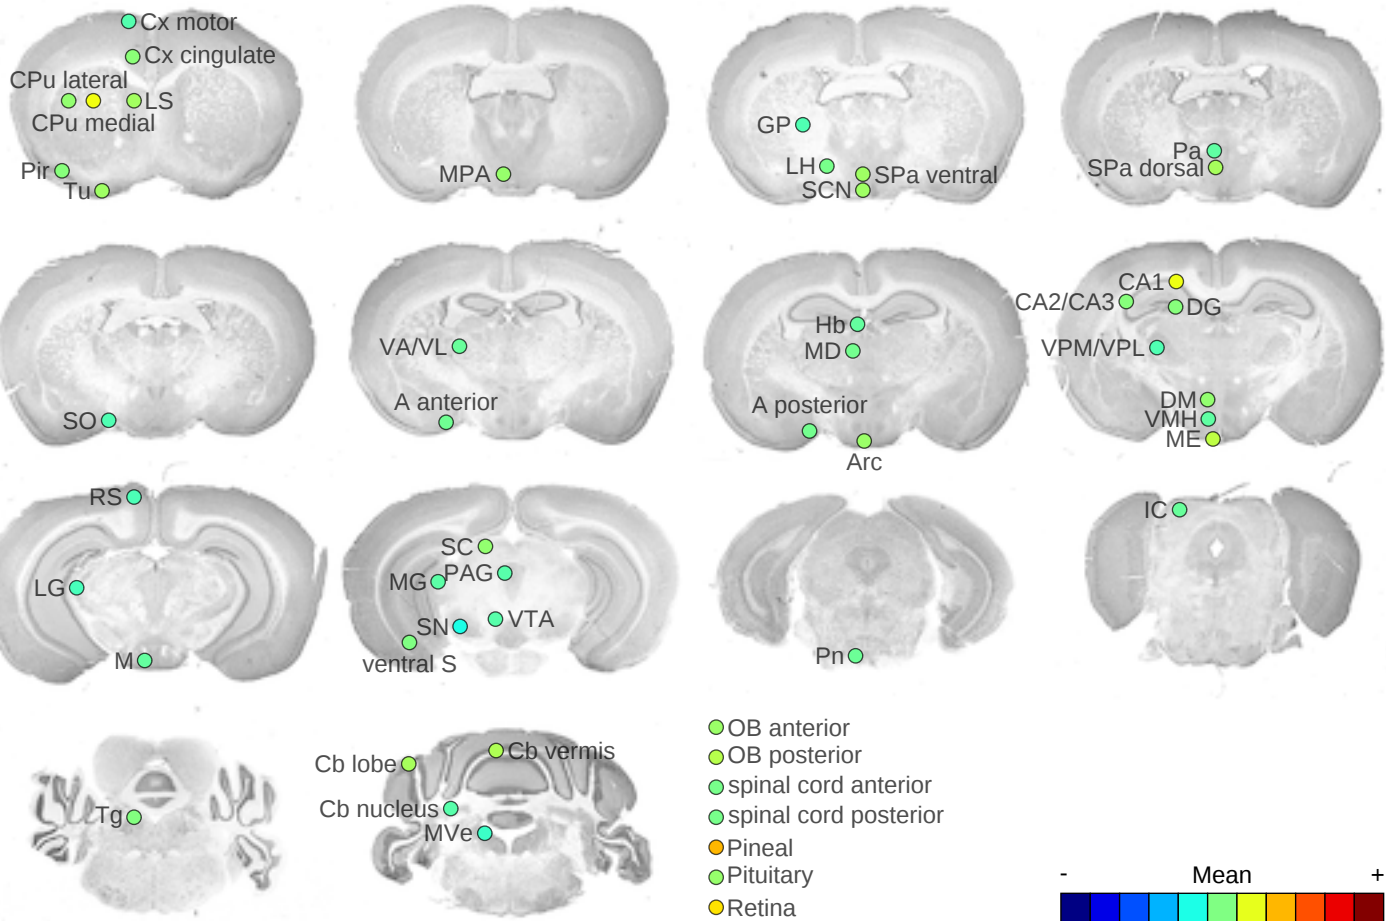 Cx motor
Cx cingulate
CPu lateral
LS
CPu medial
Pir
Tu
MPA
GP
LH
SPa ventral
SCN
Pa
SPa dorsal
SO
VA/VL
A anterior
Hb
MD
A posterior
Arc
CA1
CA2/CA3
DG
VPM/VPL
DM
VMH
ME
RS
LG
M
SC
MG
PAG
SN
VTA
ventral S
Pn
IC
Tg
Cb lobe
Cb vermis
Cb nucleus
MVe
OB anterior
OB posterior
spinal cord anterior
spinal cord posterior
Pineal
Pituitary
Retina
- Mean +